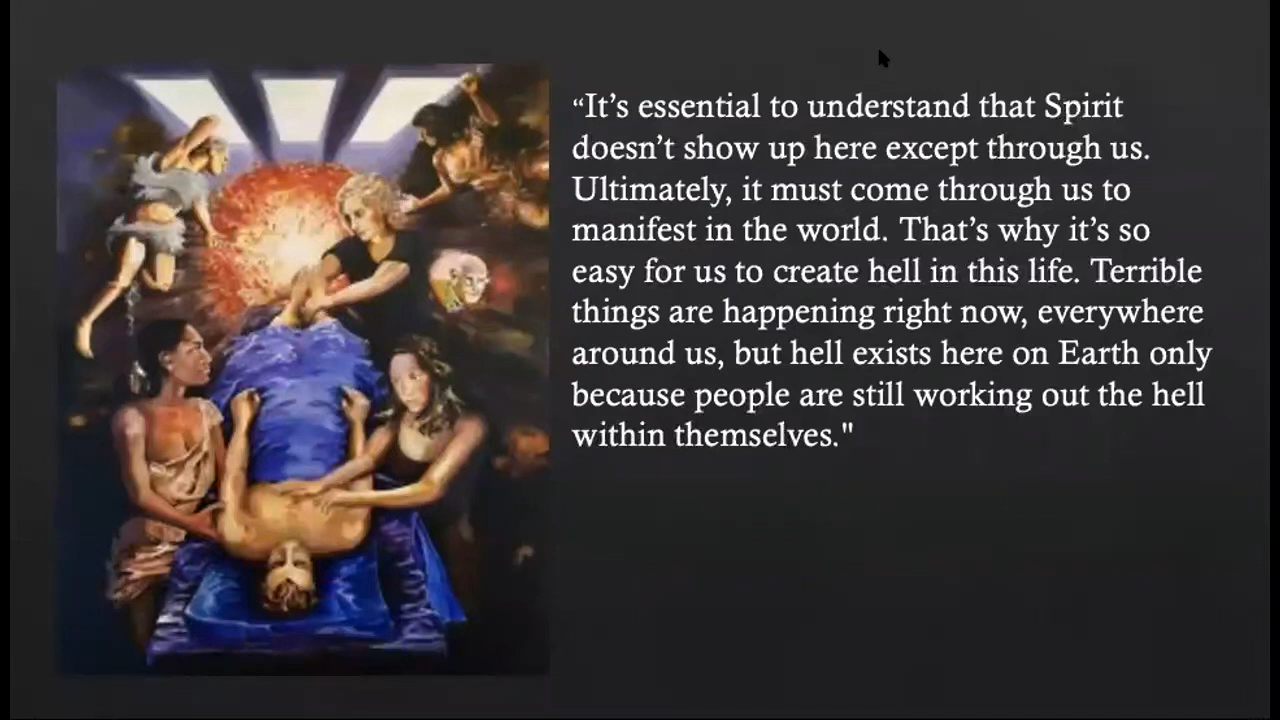 “It’s essential to understand that Spirit
doesn’t show up here except through us.
Ultimately, it must come through us to
manifest in the world. That’s why it’s so
easy for us to create hell in this life. Terrible
things are happening right now, everywhere
around us, but hell exists here on Earth only
because people are still working out the hell
within themselves."